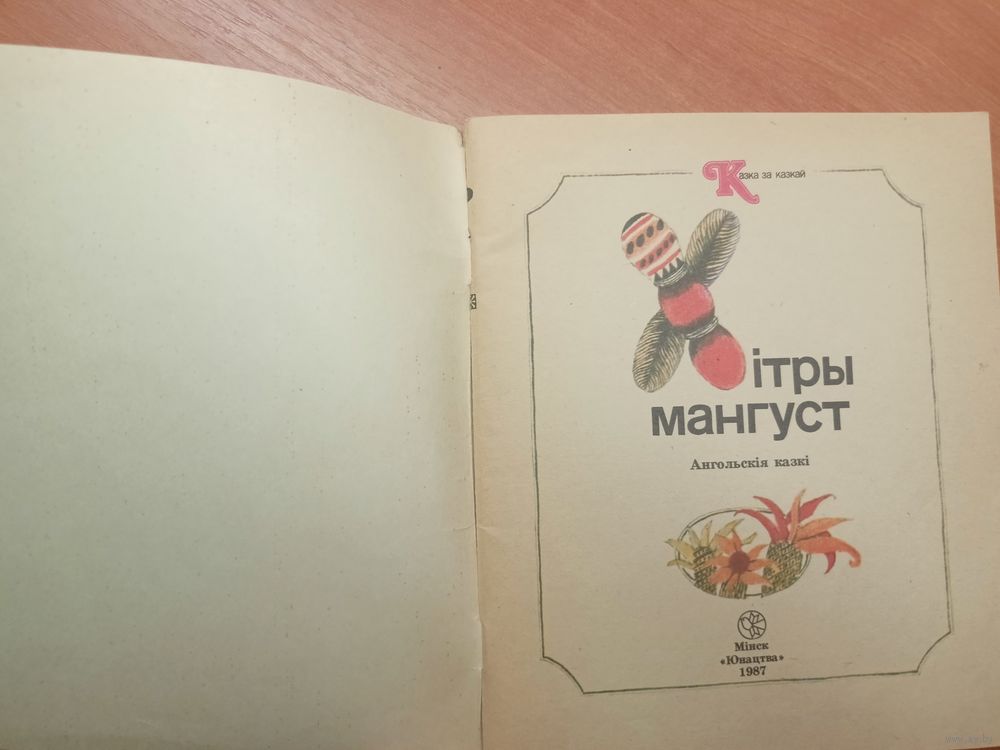 Казка за казкай
Хітры
мангуст
Ангольскія казкі
Мінск
«Юнацтва»
1987